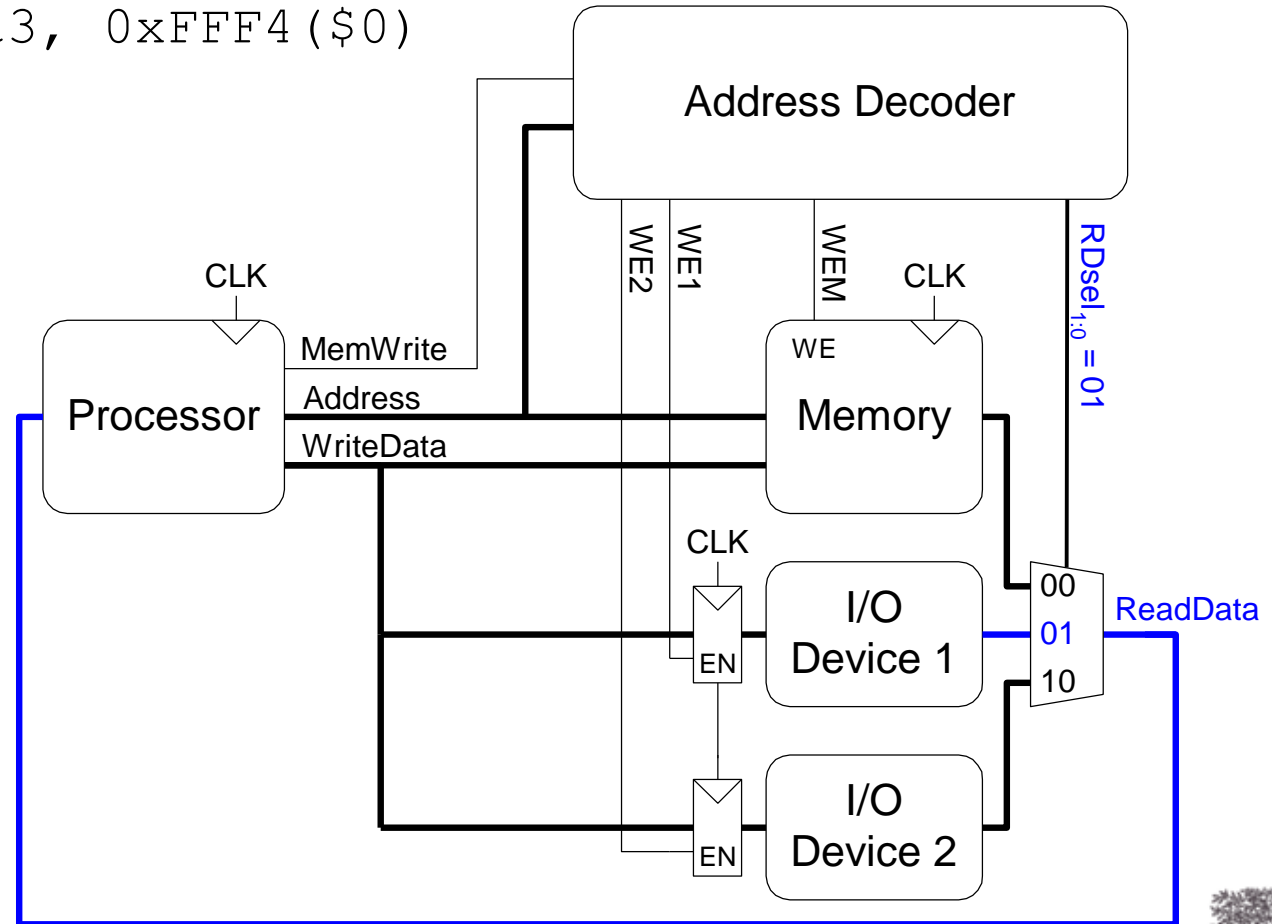 3, 0xFFF4($0)
Address Decoder
WE2
WE1
WEM
RDsel1:0 = 01
CLK
CLK
MemWrite
WE
Processor
Address
Memory
WriteData
CLK
00
I/O
Device 1
ReadData
01
EN
10
I/O
Device 2
EN